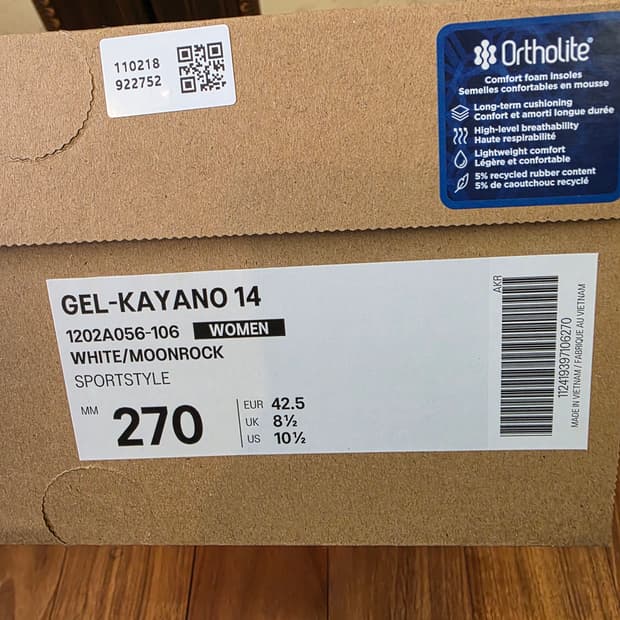 110218
922752
Ortholite®
Comfort foam insoles
Semelles confortables en mousse
Long-term cushioning
Confort et amorti longue durée
High-level breathability
Haute respirabilité
Lightweight comfort
Légère et confortable
5% recycled rubber content
5% de caoutchouc recyclé
GEL-KAYANO 14
1202A056-106 WOMEN
WHITE/MOONROCK
SPORTSTYLE
MM 270
EUR 42.5
UK 8½
US 10½
AKR
112419397106270
MADE IN VIETNAM / FABRIQUE AU VIETNAM